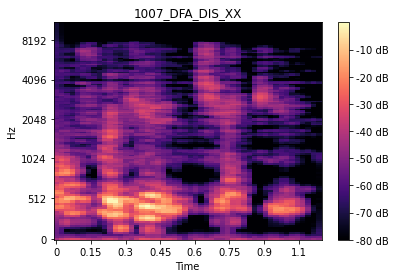 1007_DFA_DIS_XX
8192
4096
2048
1024
512
0
Hz
0 0.15 0.3 0.45 0.6 0.75 0.9 1.1
Time
-10 dB
-20 dB
-30 dB
-40 dB
-50 dB
-60 dB
-70 dB
-80 dB